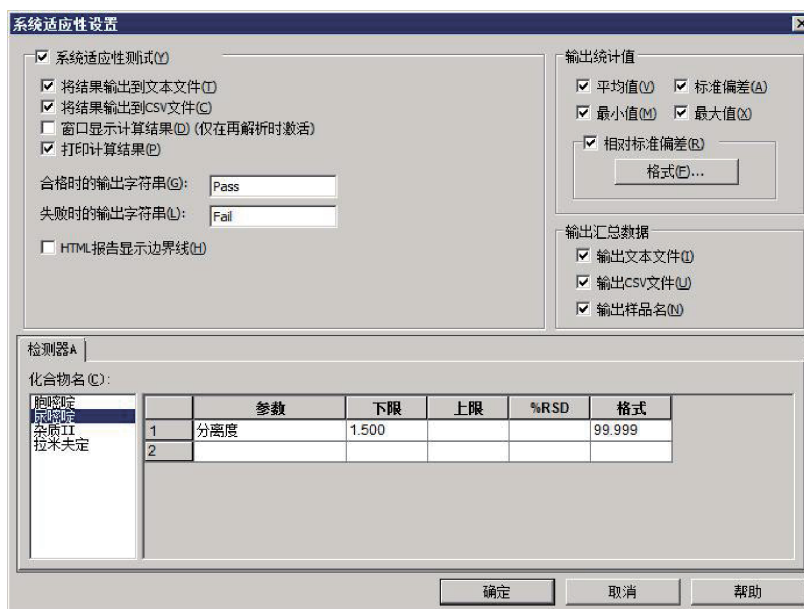 系统适应性设置
系统适应性测试(Y)
将结果输出到文本文件(T)
将结果输出到CSV文件(C)
窗口显示计算结果(D) (仅在再解析时激活)
打印计算结果(P)
合格时的输出字符串(G): Pass
失败时的输出字符串(L): Fail
HTML报告显示边界线(H)
输出统计值
平均值(V) 标准偏差(A)
最小值(M) 最大值(X)
相对标准偏差(R)
格式(F)...
输出汇总数据
输出文本文件(I)
输出CSV文件(U)
输出样品名(N)
检测器A
化合物名(C):
胞嘧啶
尿嘧啶
杂质II
拉米夫定
参数 下限 上限 %RSD 格式
1 分离度 1.500 99.999
2
确定 取消 帮助